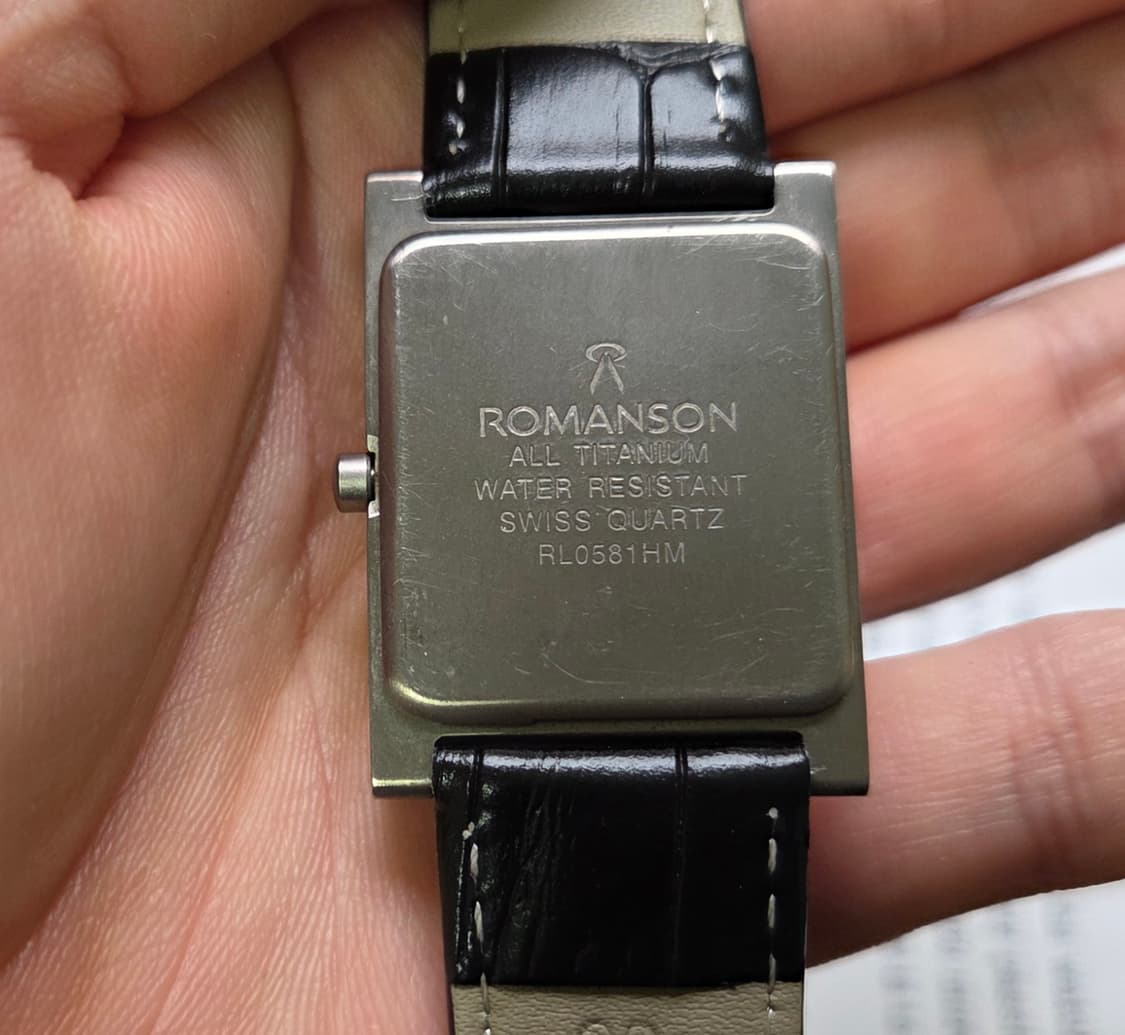 ROMANSON
ALL TITANIUM
WATER RESISTANT
SWISS QUARTZ
RL0581HM